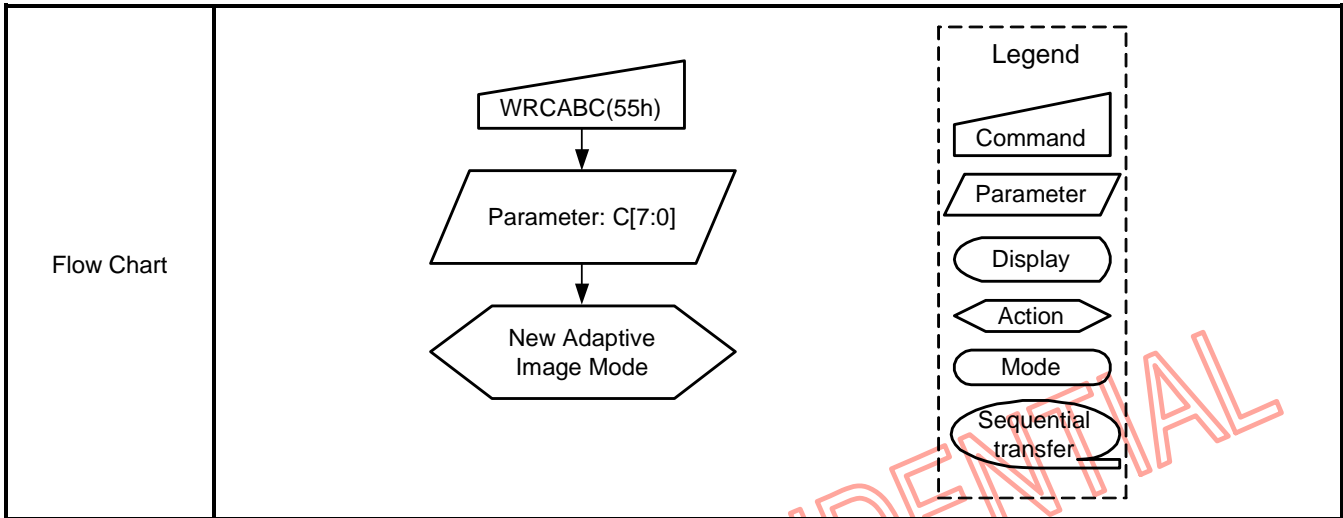 Flow Chart
WRCABC(55h)
Parameter: C[7:0]
New Adaptive
Image Mode
Legend
Command
Parameter
Display
Action
Mode
Sequential
transfer